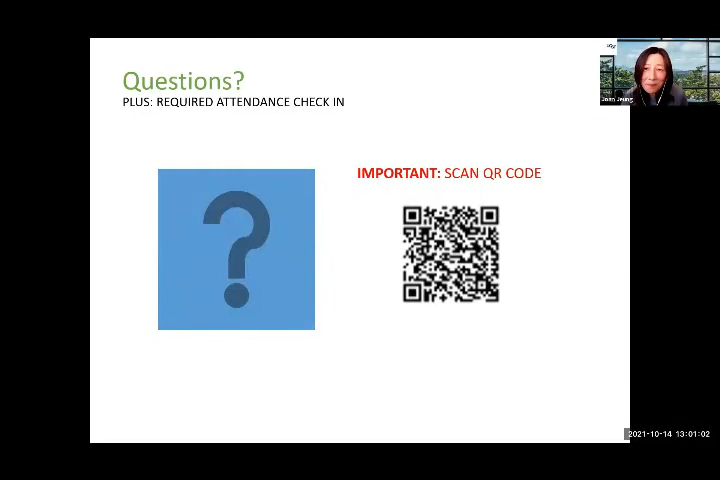 Questions?
PLUS: REQUIRED ATTENDANCE CHECK IN
IMPORTANT: SCAN QR CODE
2021-10-14 13:01:02